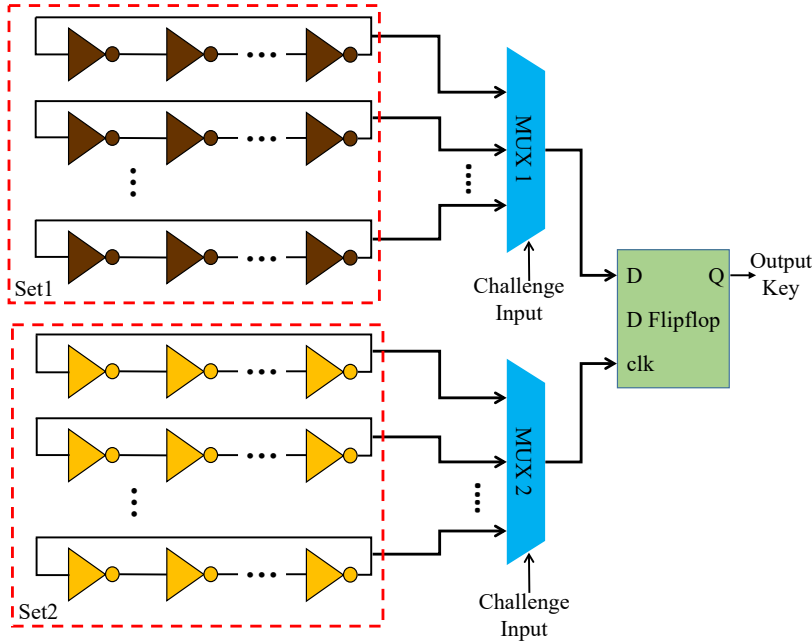 Set1
MUX 1
Challenge
Input
D
Q
D Flipflop
clk
Output
Key
Set2
MUX 2
Challenge
Input